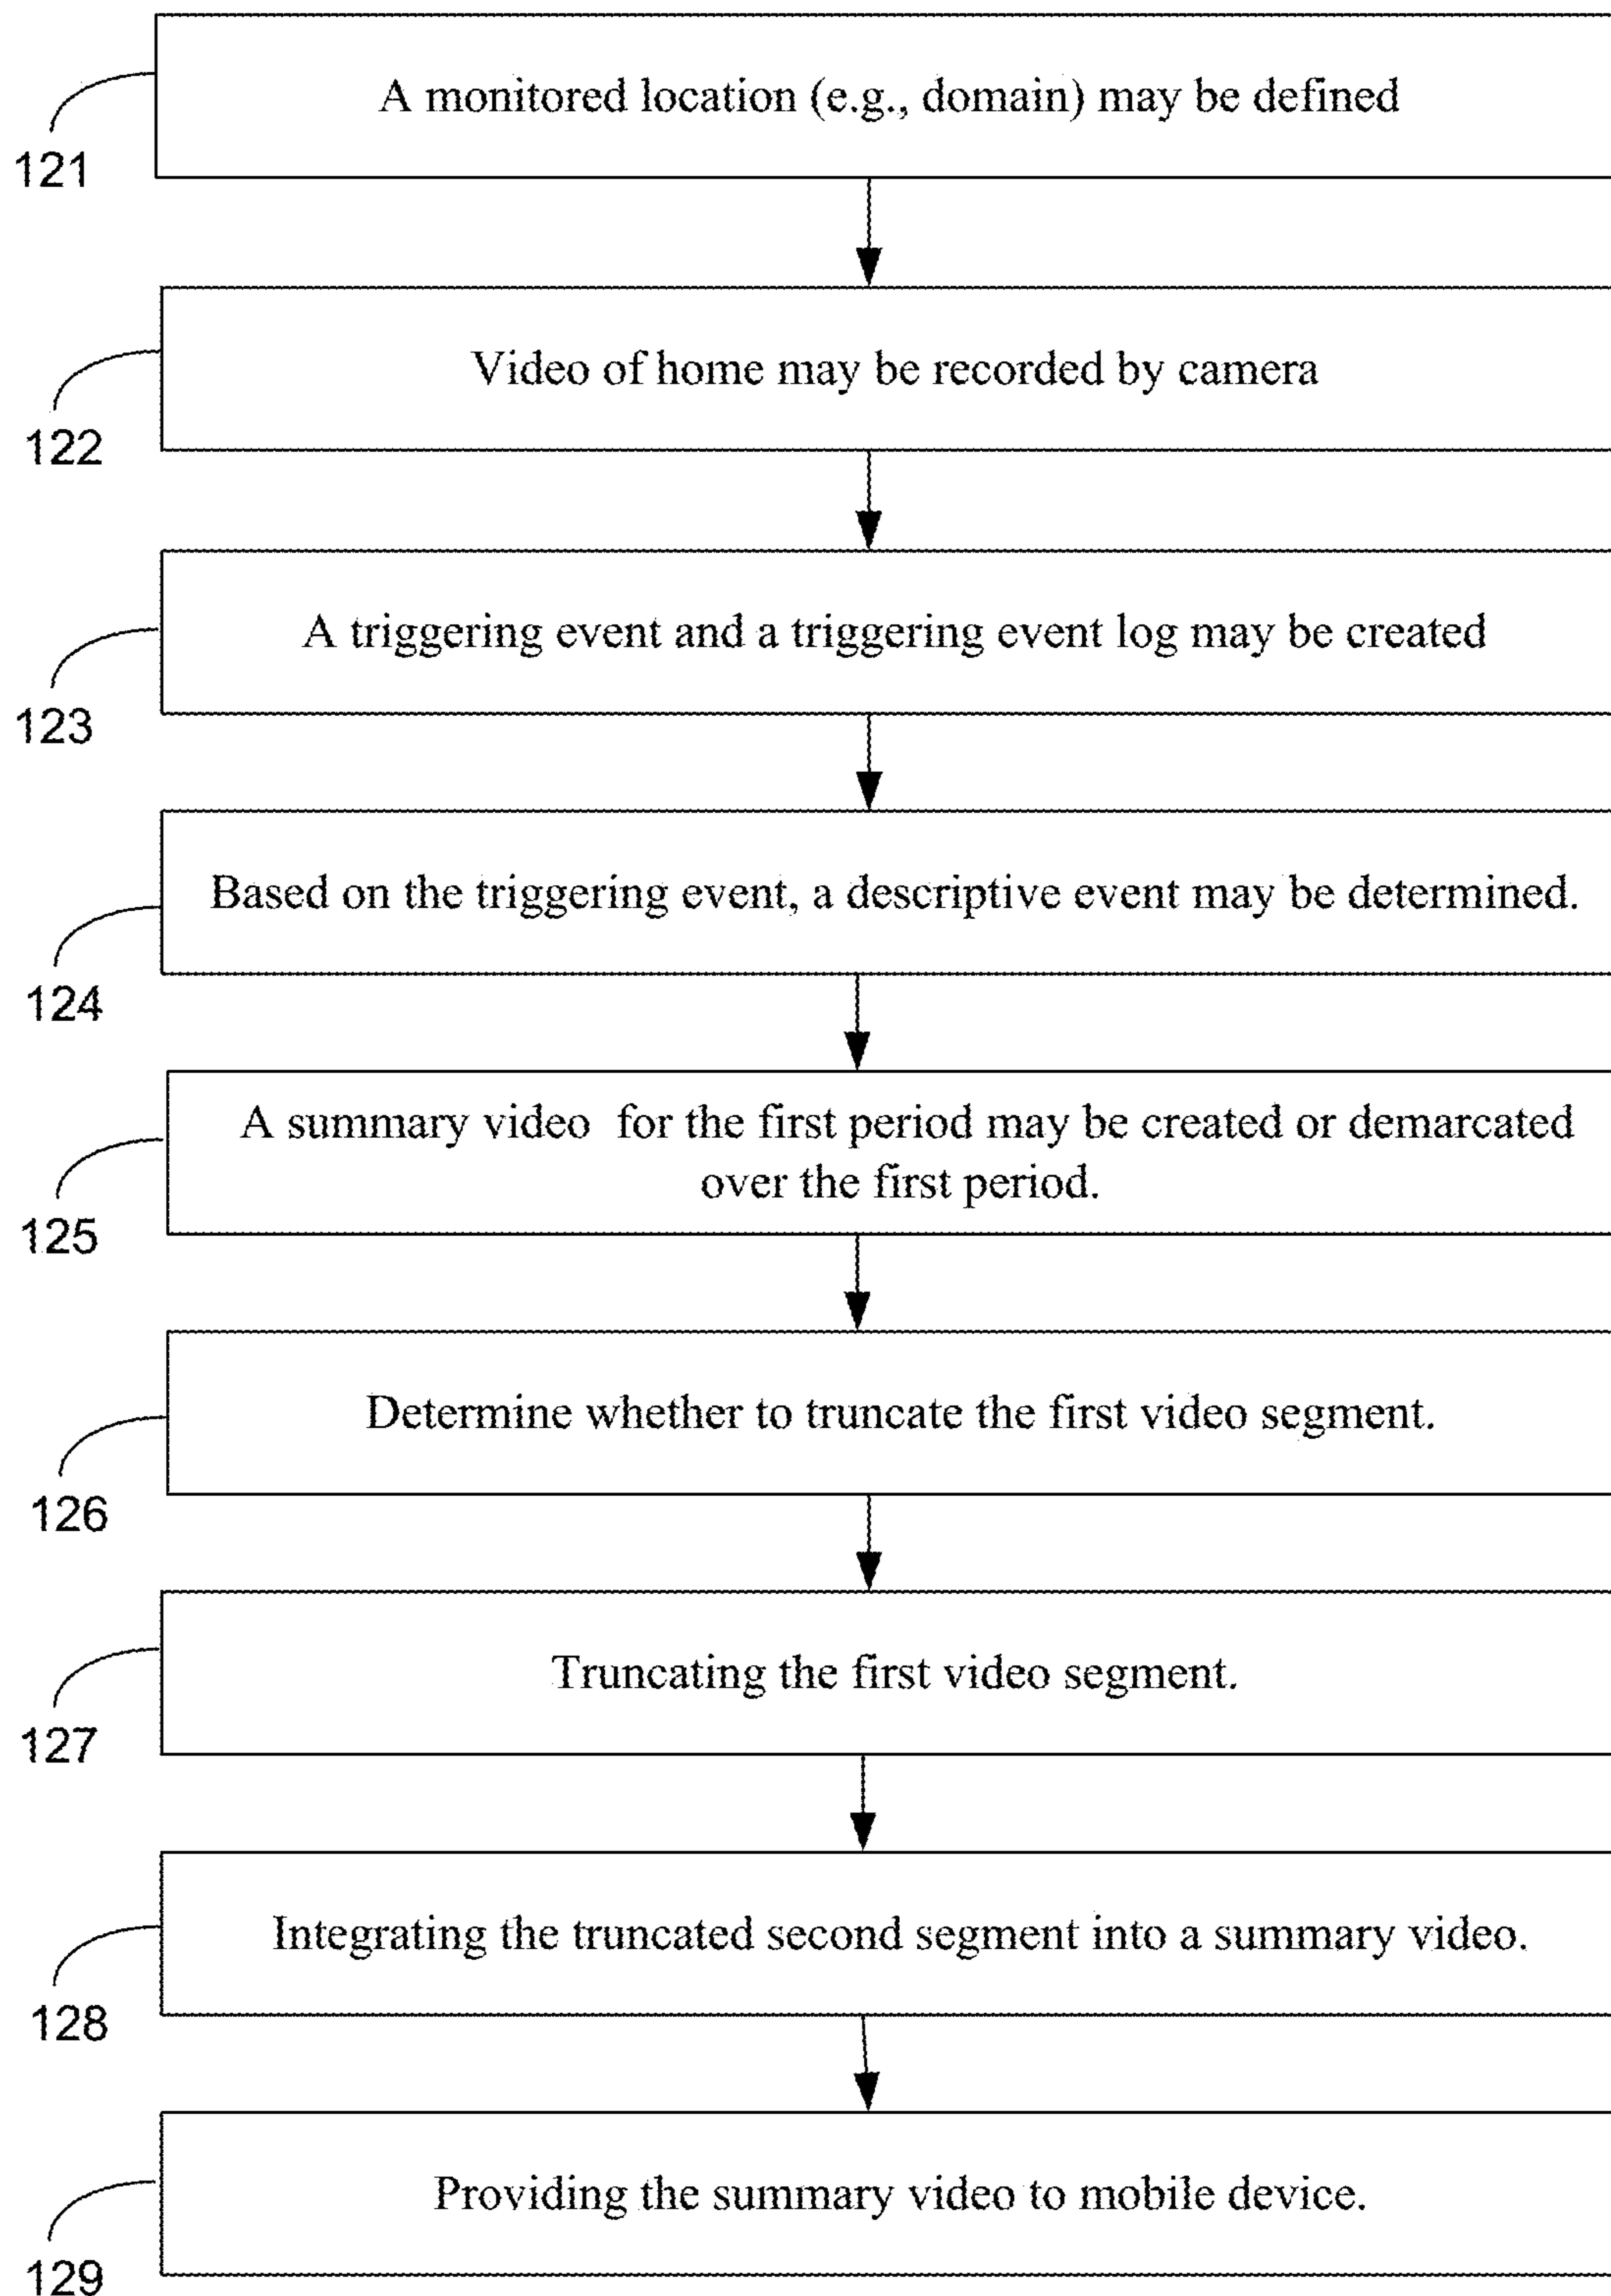 A monitored location (e.g., domain) may be defined
121
Video of home may be recorded by camera
122
A triggering event and a triggering event log may be created
123
Based on the triggering event, a descriptive event may be determined.
124
A summary video for the first period may be created or demarcated
over the first period.
125
Determine whether to truncate the first video segment.
126
Truncating the first video segment.
127
Integrating the truncated second segment into a summary video.
128
Providing the summary video to mobile device.
129